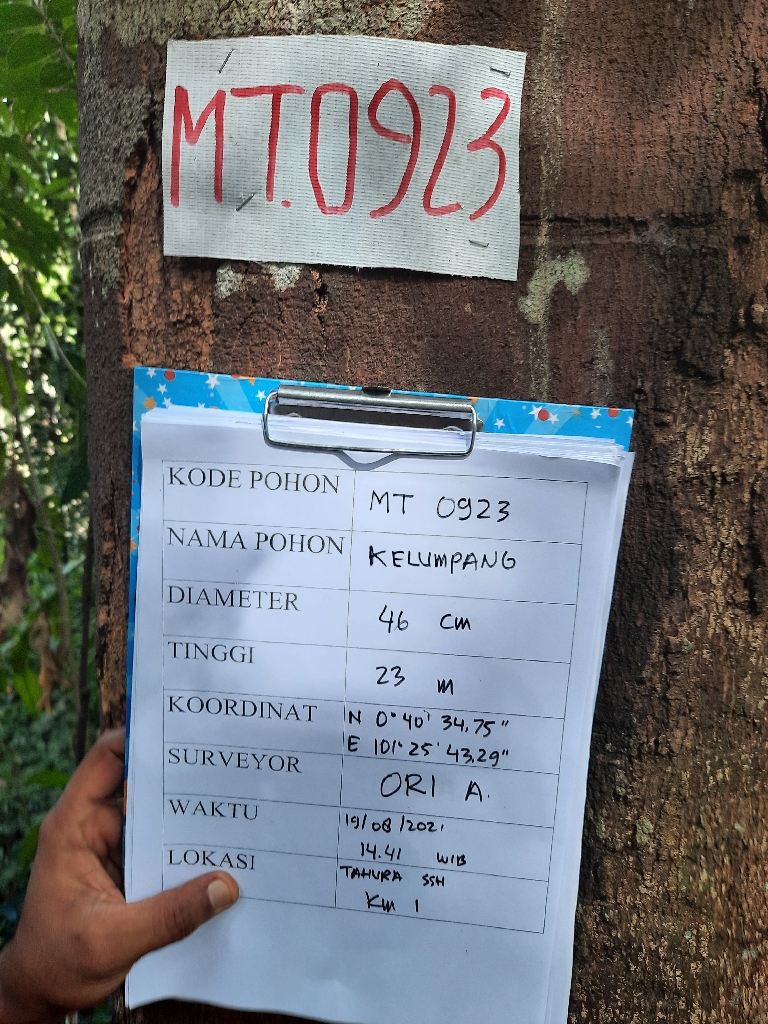 MT.0923
KODE POHON MT 0923
NAMA POHON KELUMPANG
DIAMETER 46 cm
TINGGI 23 m
KOORDINAT N 0° 40' 34,75"
E 101° 25' 43,29"
SURVEYOR ORI A.
WAKTU 19/08/2021
14.41 WIB
LOKASI TAHURA SSH
Km 1